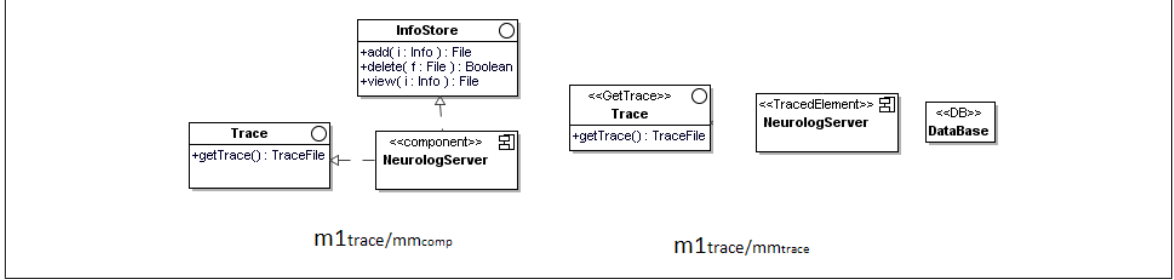 InfoStore
+add( i : Info ) : File
+delete( f : File ) : Boolean
+view( i : Info ) : File
Trace
+getTrace() : TraceFile
<<component>>
NeurologServer
m1trace/mmcomp
<<GetTrace>>
Trace
+getTrace() : TraceFile
<<TracedElement>>
NeurologServer
<<DB>>
DataBase
m1trace/mmtrace